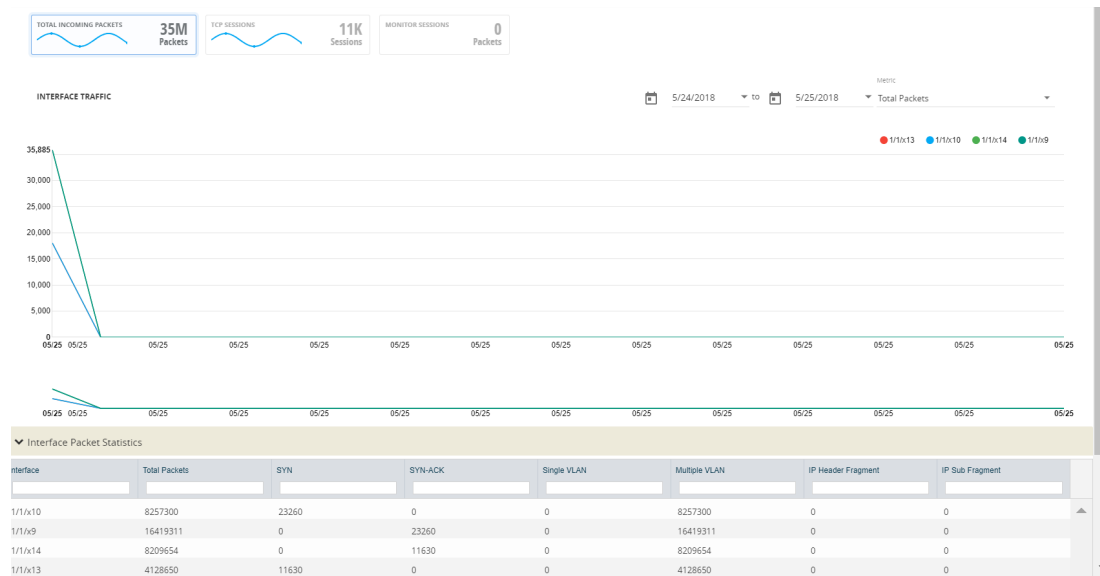 TOTAL INCOMING PACKETS 35M Packets
TCP SESSIONS 11K Sessions
MONITOR SESSIONS 0 Packets
INTERFACE TRAFFIC 5/24/2018 to 5/25/2018 Metric Total Packets
1/1/x13 1/1/x10 1/1/x14 1/1/x9
35,885
30,000
25,000
20,000
15,000
10,000
5,000
0
05/25 05/25 05/25 05/25 05/25 05/25 05/25 05/25 05/25 05/25 05/25 05/25 05/25 05/25
05/25 05/25 05/25 05/25 05/25 05/25 05/25 05/25 05/25 05/25 05/25 05/25 05/25 05/25
Interface Packet Statistics
nterface Total Packets SYN SYN-ACK Single VLAN Multiple VLAN IP Header Fragment IP Sub Fragment
1/1/x10 8257300 23260 0 0 8257300 0 0
1/1/x9 16419311 0 23260 0 16419311 0 0
1/1/x14 8209654 0 11630 0 8209654 0 0
1/1/x13 4128650 11630 0 0 4128650 0 0